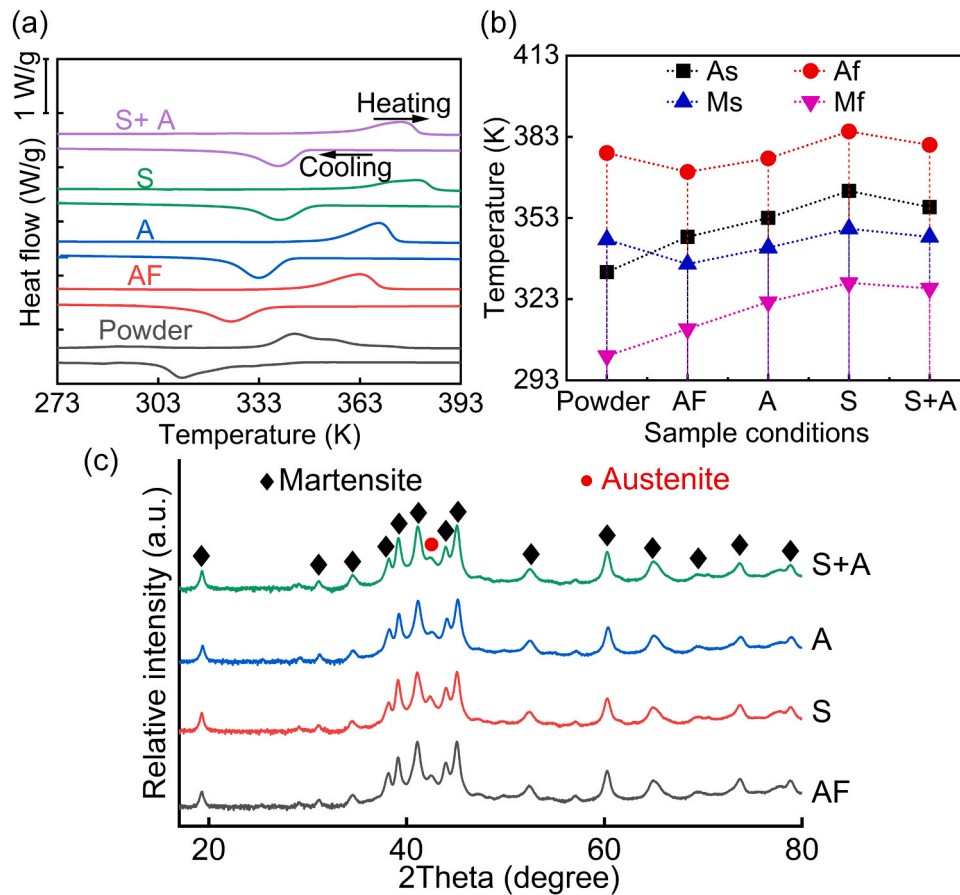 (a)
1 W/g
Heat flow (W/g)
S+ A
Heating
Cooling
S
A
AF
Powder
273 303 333 363 393
Temperature (K)
(b)
As Af
Ms Mf
Temperature (K)
413
383
353
323
293
Powder AF A S S+A
Sample conditions
(c)
Martensite Austenite
Relative intensity (a.u.)
S+A
A
S
AF
20 40 60 80
2Theta (degree)